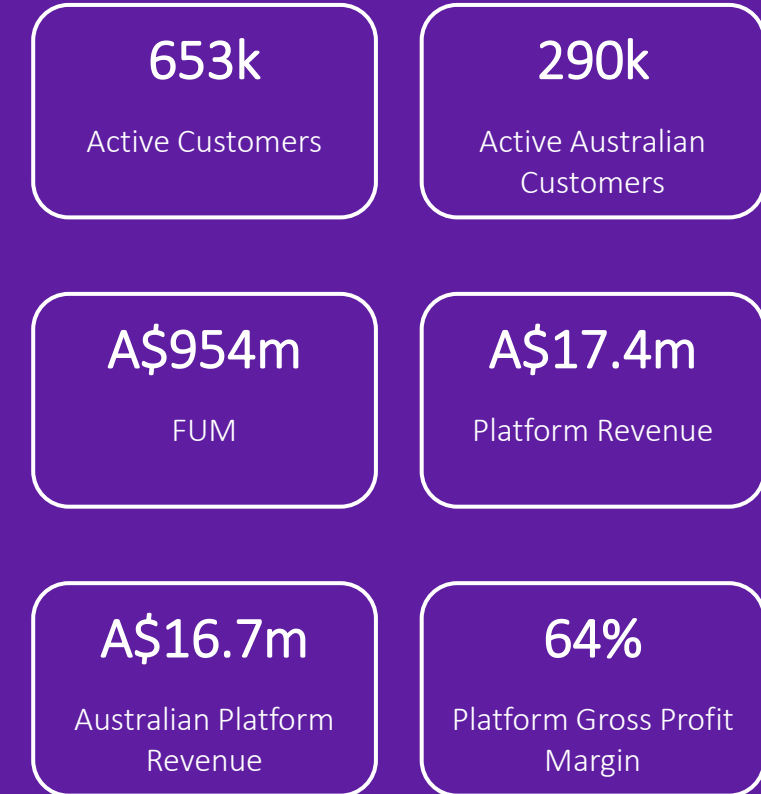 653k
Active Customers
290k
Active Australian
Customers
A$954m
FUM
A$17.4m
Platform Revenue
A$16.7m
Australian Platform
Revenue
64%
Platform Gross Profit
Margin